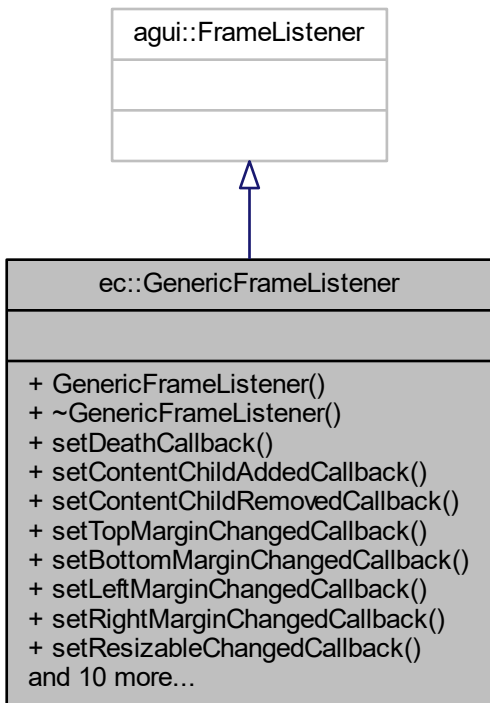 agui::FrameListener
ec::GenericFrameListener
+ GenericFrameListener()
+ ~GenericFrameListener()
+ setDeathCallback()
+ setContentChildAddedCallback()
+ setContentChildRemovedCallback()
+ setTopMarginChangedCallback()
+ setBottomMarginChangedCallback()
+ setLeftMarginChangedCallback()
+ setRightMarginChangedCallback()
+ setResizableChangedCallback()
and 10 more...